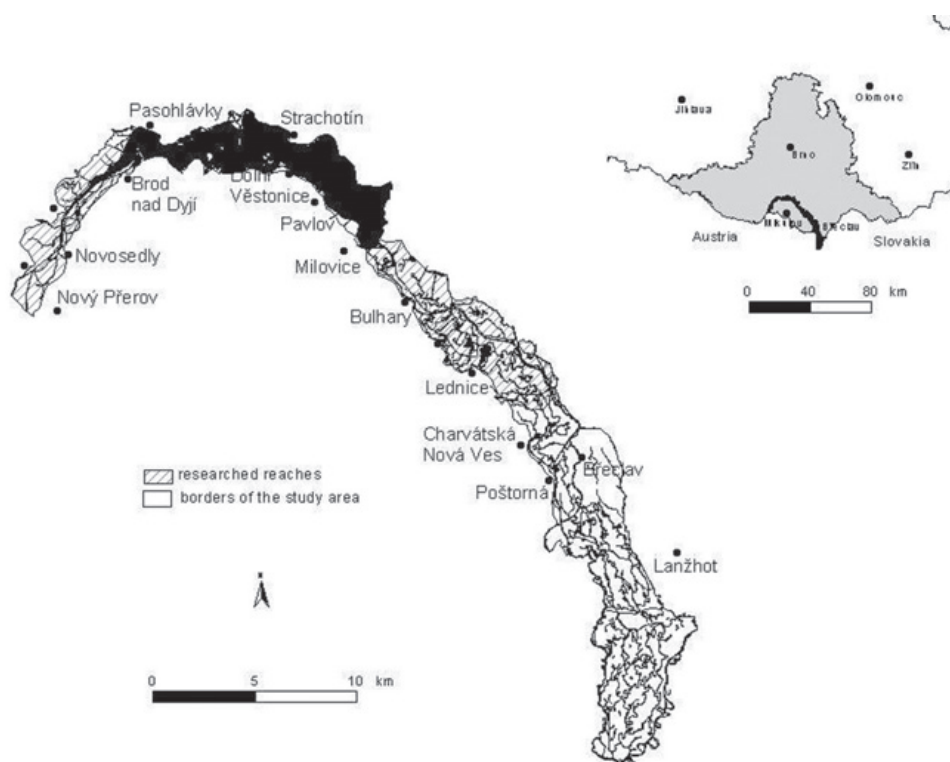 Pasohlávky
Strachotín
Dolní
Věstonice
Brod
nad Dyjí
Pavlov
Novosedly
Milovice
Nový Přerov
Bulhary
Lednice
Charvátská
Nová Ves
Břeclav
Poštorná
Lanžhot
researched reaches
borders of the study area
0 5 10 km
Jihlava
Olomouc
Brno
Zlín
Mikulov
Břeclav
Austria
Slovakia
0 40 80 km